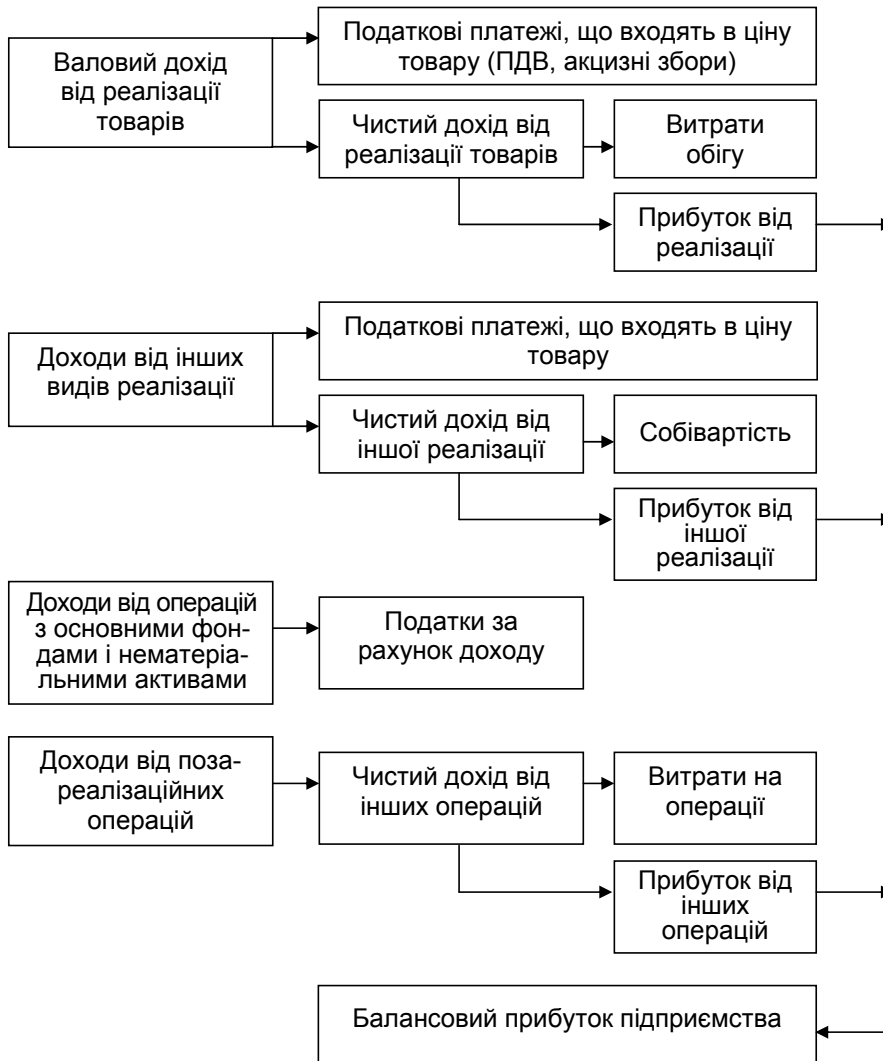 Валовий дохід
від реалізації
товарів
Податкові платежі, що входять в ціну
товару (ПДВ, акцизні збори)
Чистий дохід від
реалізації товарів
Витрати
обігу
Прибуток від
реалізації
Доходи від інших
видів реалізації
Податкові платежі, що входять в ціну
товару
Чистий дохід від
іншої реалізації
Собівартість
Прибуток від
іншої
реалізації
Доходи від операцій
з основними фон-
дами і нематеріа-
льними активами
Податки за
рахунок доходу
Доходи від поза-
реалізаційних
операцій
Чистий дохід від
інших операцій
Витрати на
операції
Прибуток від
інших
операцій
Балансовий прибуток підприємства